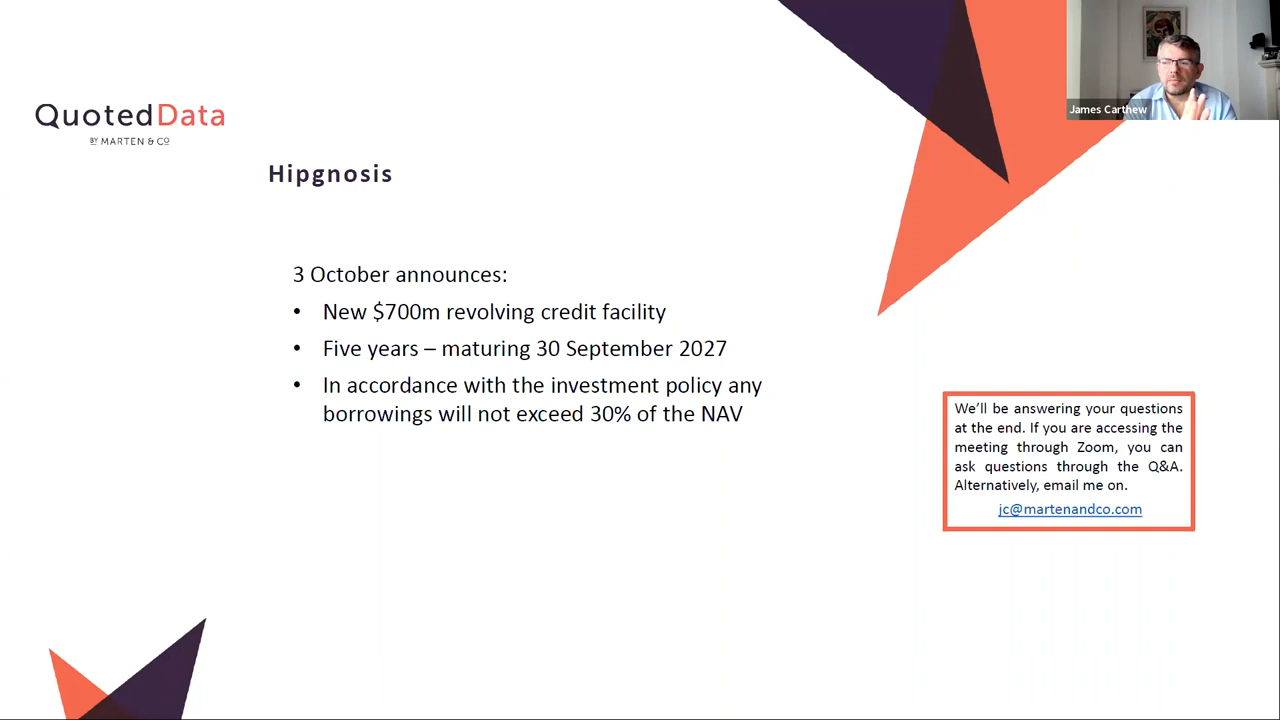 James Carthew
QuotedData
BY MARTEN & CO
Hipgnosis
3 October announces:
• New $700m revolving credit facility
• Five years – maturing 30 September 2027
• In accordance with the investment policy any
borrowings will not exceed 30% of the NAV
We’ll be answering your questions
at the end. If you are accessing the
meeting through Zoom, you can
ask questions through the Q&A.
Alternatively, email me on.
jc@martenandco.com